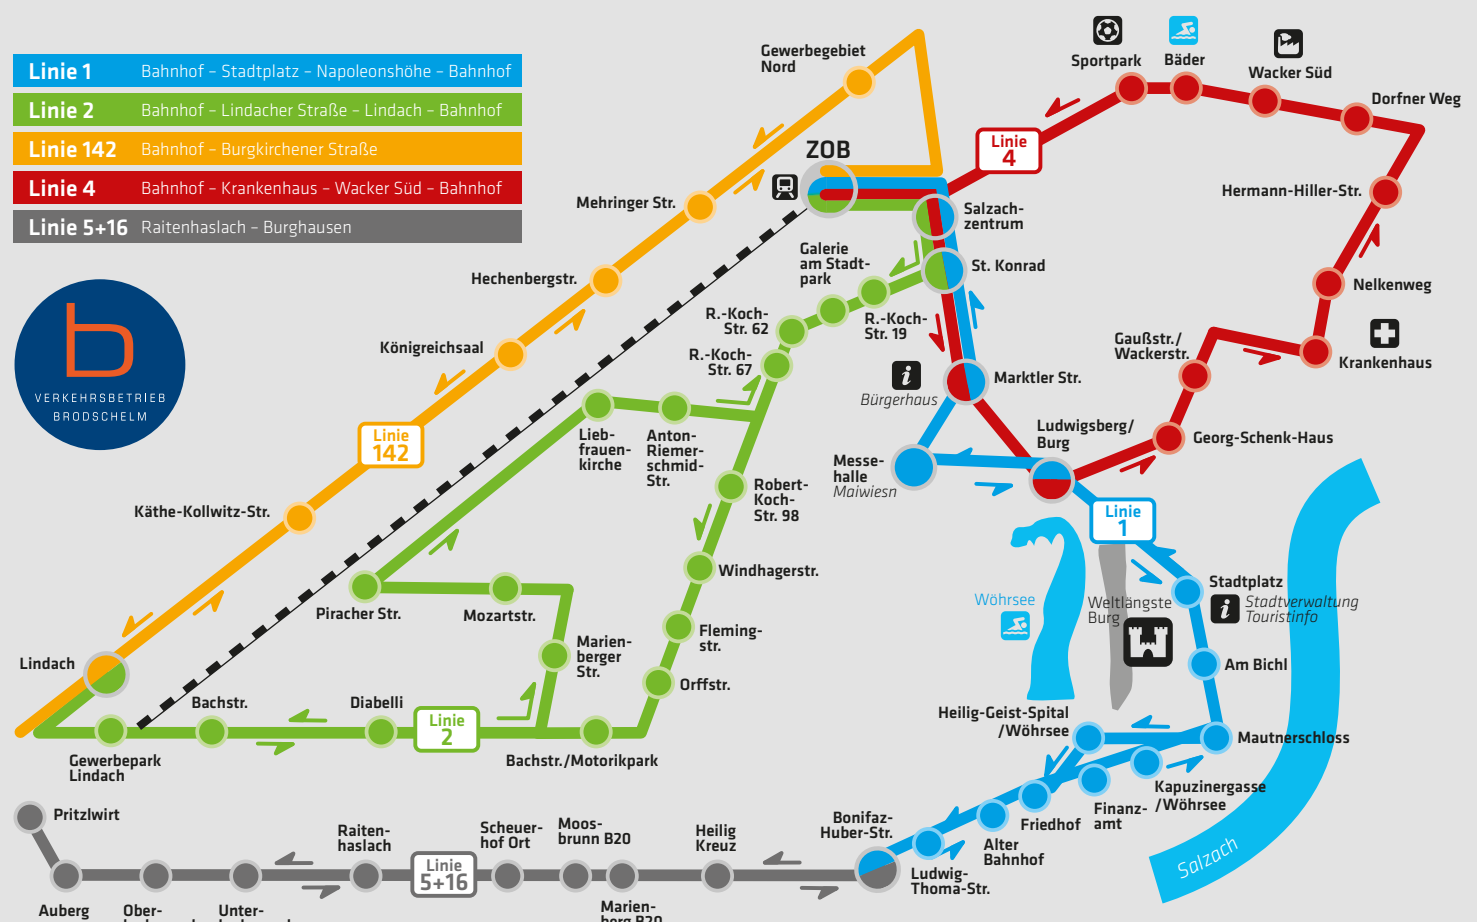 Linie 1 Bahnhof – Stadtplatz – Napoleonshöhe – Bahnhof
Linie 2 Bahnhof – Lindacher Straße – Lindach – Bahnhof
Linie 142 Bahnhof – Burgkirchener Straße
Linie 4 Bahnhof – Krankenhaus – Wacker Süd – Bahnhof
Linie 5+16 Raitenhaslach – Burghausen
b
VERKEHRSBETRIEB
BRODSCHELM
Gewerbegebiet
Nord
ZOB
Mehringer Str.
Hechenbergstr.
Königreichsaal
Linie
142
Käthe-Kollwitz-Str.
Lindach
Sportpark
Bäder
Wacker Süd
Dorfner Weg
Linie
4
Hermann-Hiller-Str.
Nelkenweg
Krankenhaus
Gaußstr./
Wackerstr.
Georg-Schenk-Haus
Ludwigsberg/
Burg
Salzach-
zentrum
St. Konrad
Marktler Str.
i
Bürgerhaus
Messe-
halle
Maiwiesn
Galerie
am Stadt-
park
R.-Koch-
Str. 19
R.-Koch-
Str. 62
R.-Koch-
Str. 67
Lieb-
frauen-
kirche
Anton-
Riemer-
schmid-
Str.
Robert-
Koch-
Str. 98
Windhagerstr.
Fleming-
str.
Orffstr.
Piracher Str.
Mozartstr.
Marien-
berger
Str.
Bachstr.
Diabelli
Linie
2
Gewerbepark
Lindach
Bachstr./Motorikpark
Linie
1
Wöhrsee
Weltlängste
Burg
Stadtplatz
i
Stadtverwaltung
Touristinfo
Am Bichl
Heilig-Geist-Spital
/Wöhrsee
Mautnerschloss
Kapuzinergasse
/Wöhrsee
Finanz-
amt
Friedhof
Alter
Bahnhof
Ludwig-
Thoma-Str.
Bonifaz-
Huber-Str.
Salzach
Pritzlwirt
Auberg
Ober-
Unter-
Raiten-
haslach
Linie
5+16
Scheuer-
hof Ort
Moos-
brunn B20
Marien-
berg B20
Heilig
Kreuz